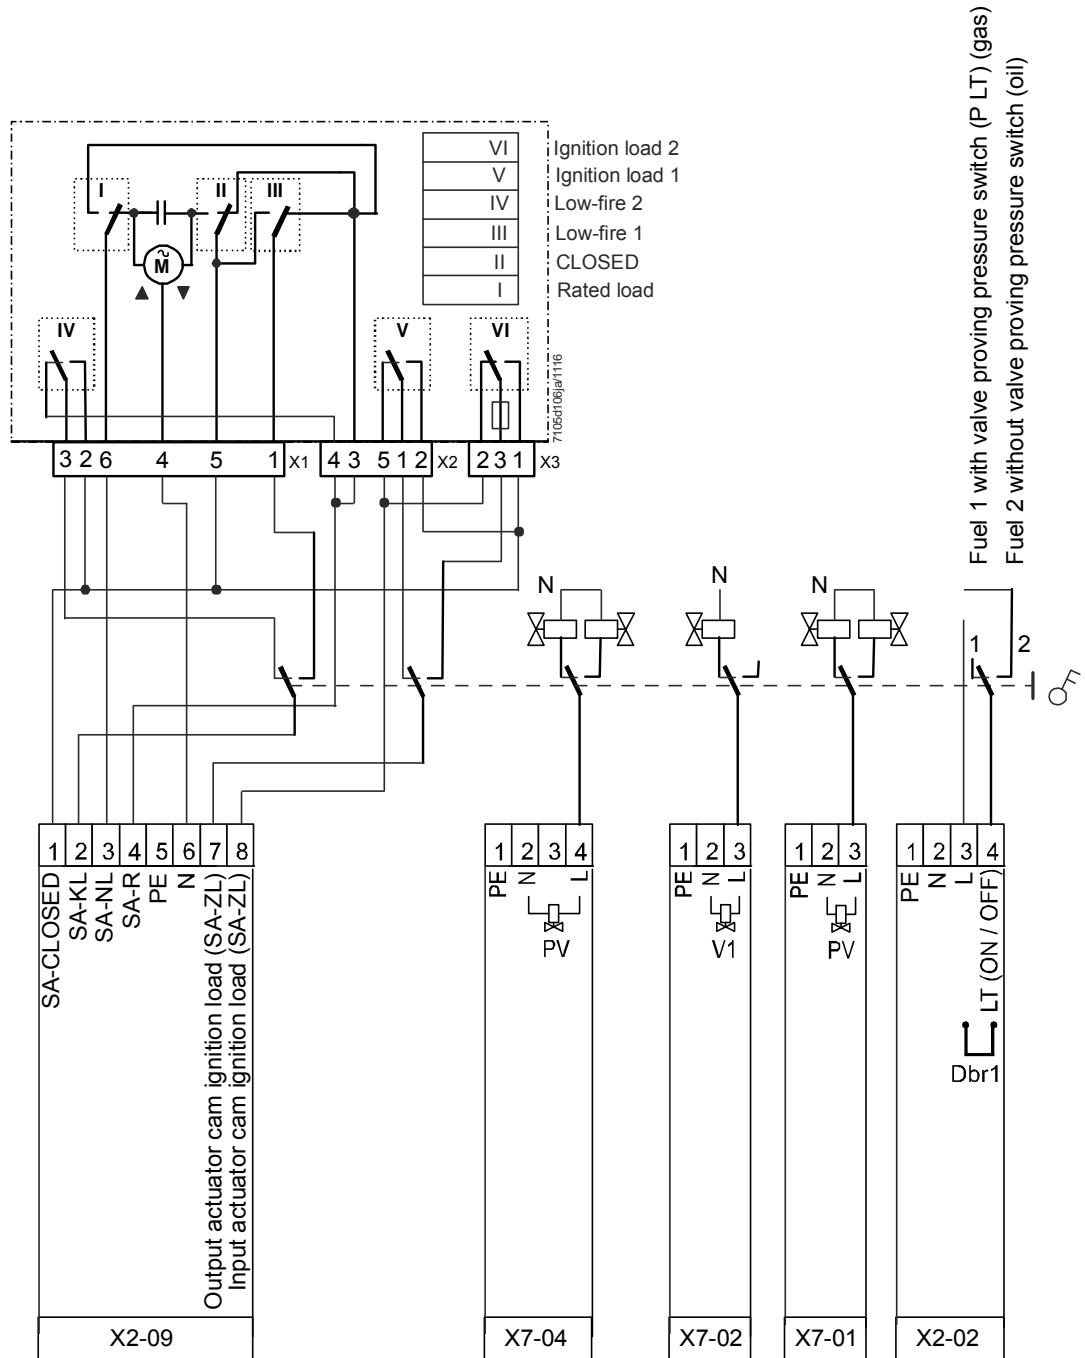 Fuel 1 with valve proving pressure switch (P LT) (gas)
Fuel 2 without valve proving pressure switch (oil)
VI Ignition load 2
V Ignition load 1
IV Low-fire 2
III Low-fire 1
II CLOSED
I Rated load
I II III
~
M
IV V VI
7105d106ja/1116
3 2 6 4 5 1 X1 4 3 5 1 2 X2 2 3 1 X3
N N N
1 2
1 2 3 4 5 6 7 8
SA-CLOSED
SA-KL
SA-NL
SA-R
PE
N
Output actuator cam ignition load (SA-ZL)
Input actuator cam ignition load (SA-ZL)
X2-09
1 2 3 4
PE
N
L
PV
X7-04
1 2 3
PE
N
L
V1
X7-02
1 2 3
PE
N
L
PV
X7-01
1 2 3 4
PE
N
L
LT (ON / OFF)
Dbr1
X2-02